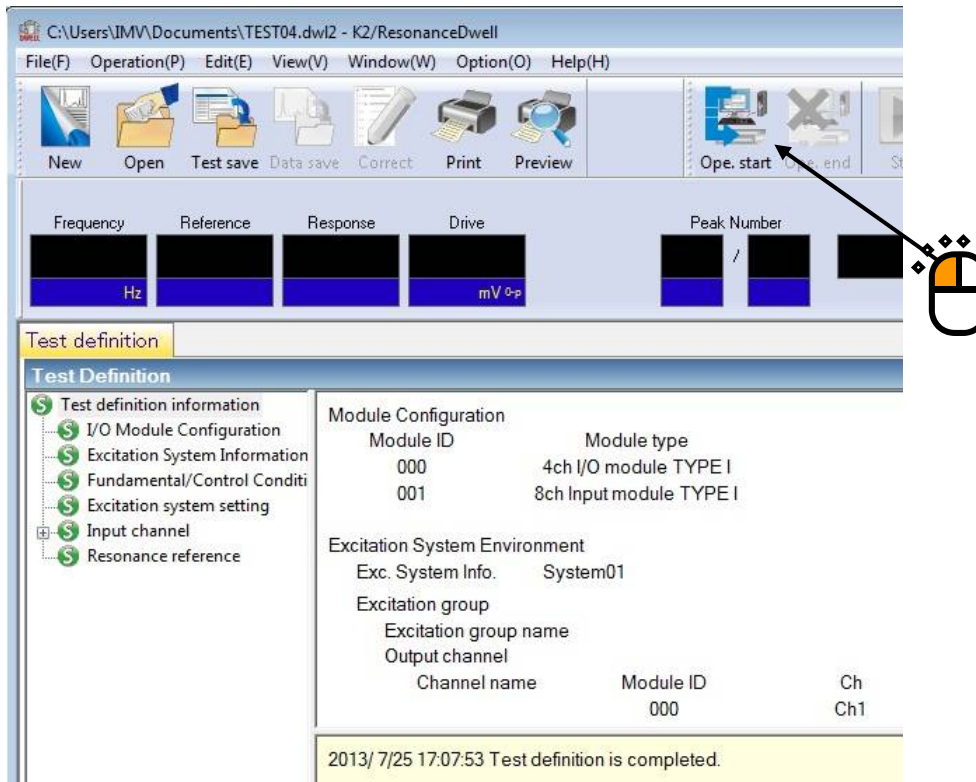 C:\Users\IMV\Documents\TEST04.dwl2 - K2/ResonanceDwell
File(F) Operation(P) Edit(E) View(V) Window(W) Option(O) Help(H)
New Open Test save Data save Correct Print Preview Ope. start Ope. end
Frequency Reference Response Drive Peak Number
/
Hz mV 0-p
Test definition
Test Definition
Test definition information
I/O Module Configuration
Excitation System Information
Fundamental/Control Conditi
Excitation system setting
Input channel
Resonance reference
Module Configuration
Module ID Module type
000 4ch I/O module TYPE I
001 8ch Input module TYPE I
Excitation System Environment
Exc. System Info. System01
Excitation group
Excitation group name
Output channel
Channel name Module ID Ch
000 Ch1
2013/ 7/25 17:07:53 Test definition is completed.